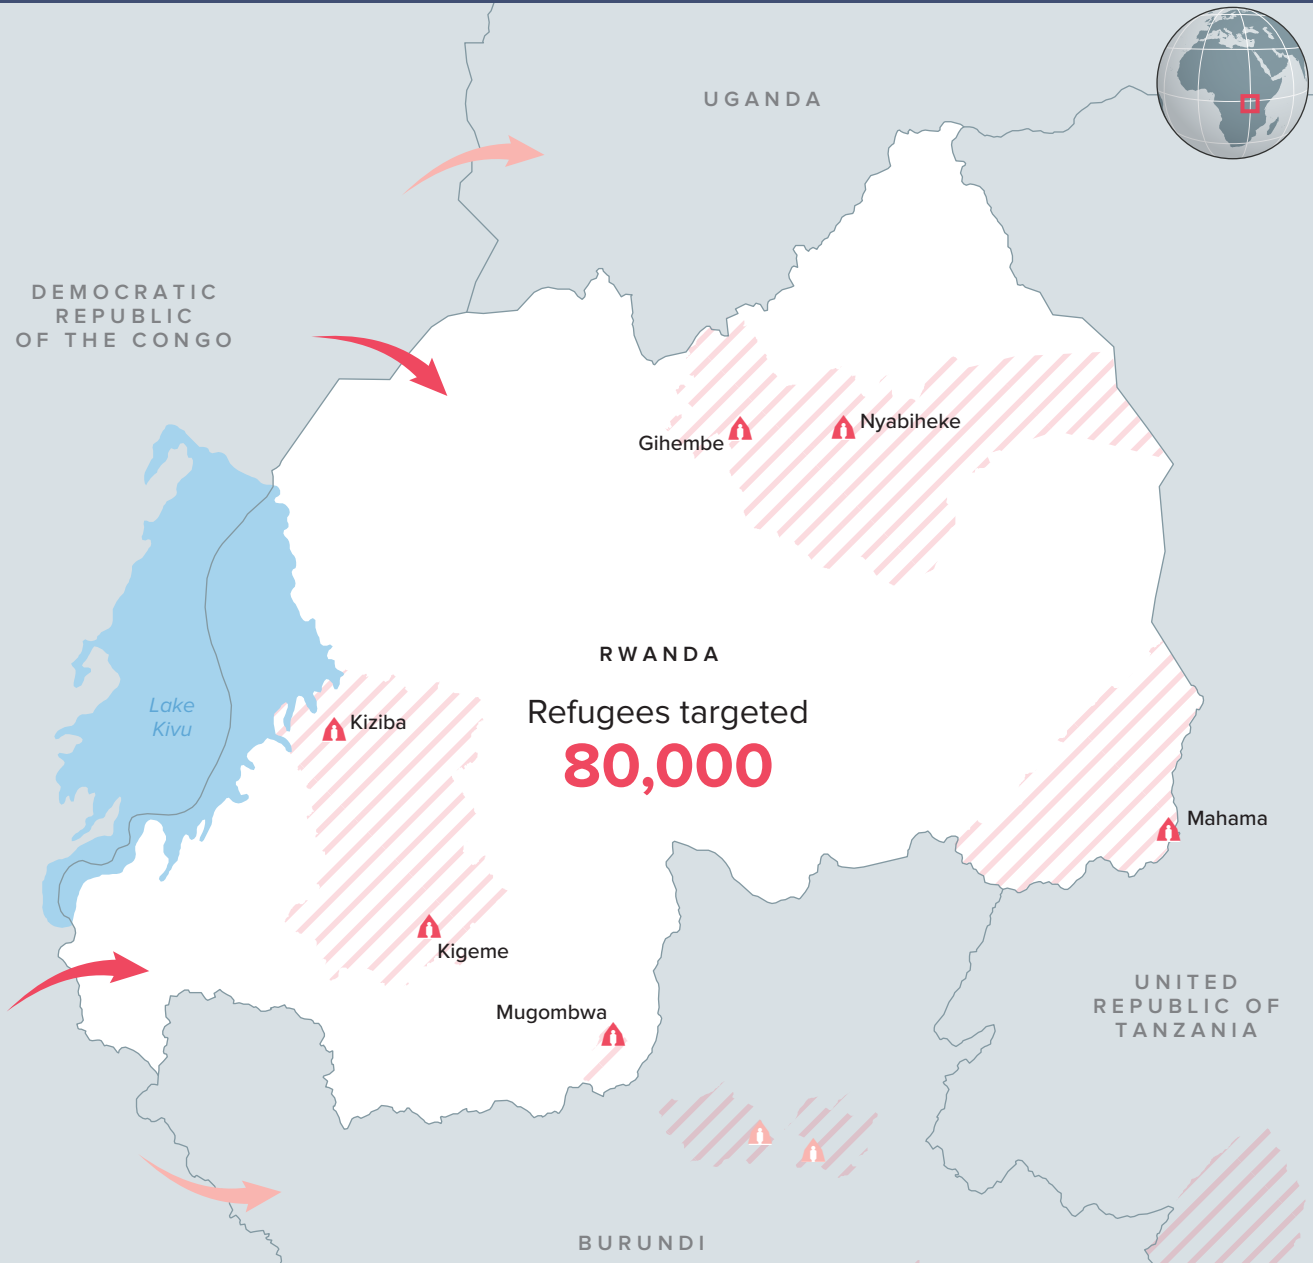 UGANDA
DEMOCRATIC
REPUBLIC
OF THE CONGO
Nyabiheke
Gihembe
RWANDA
Refugees targeted
80,000
Lake
Kivu
Kiziba
Mahama
Kigeme
Mugombwa
UNITED
REPUBLIC OF
TANZANIA
BURUNDI